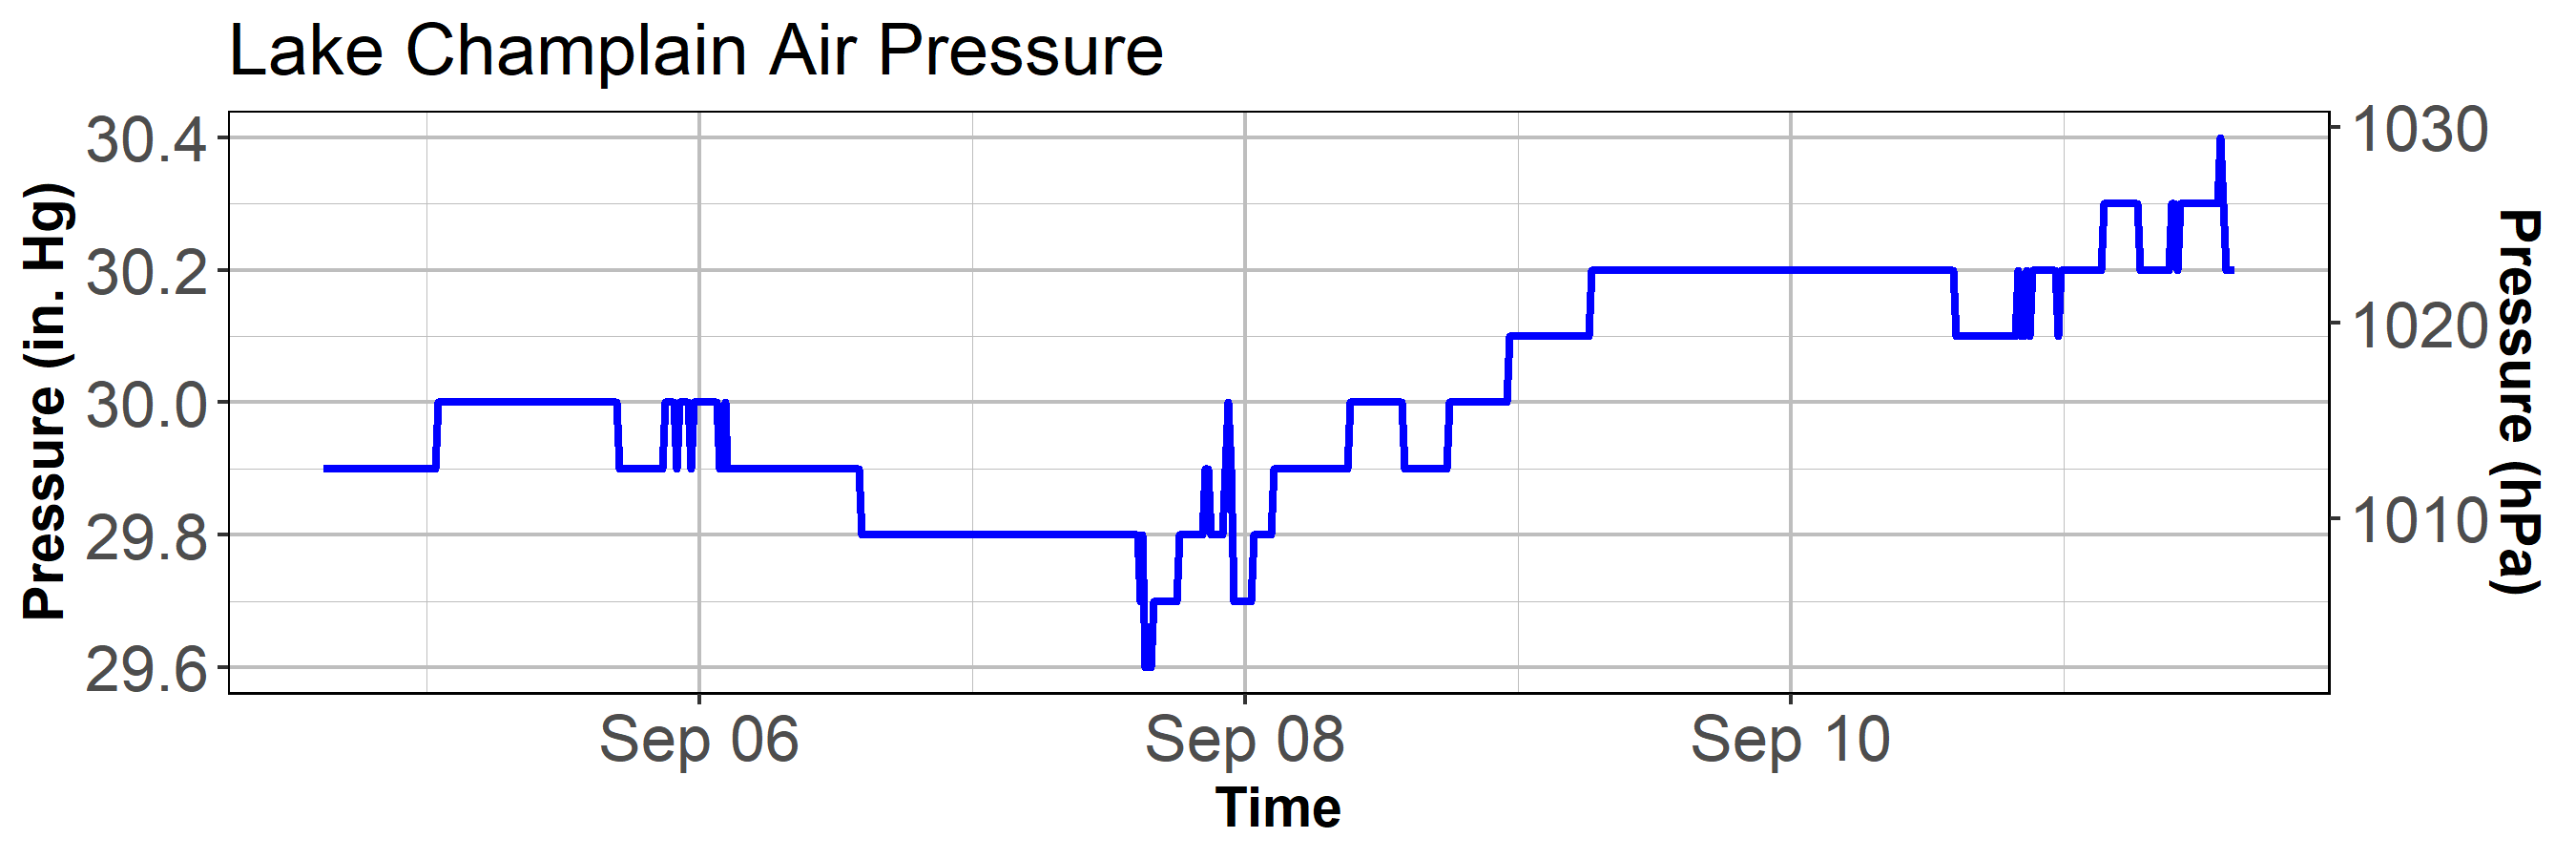 Lake Champlain Air Pressure
30.4
30.2
30.0
29.8
29.6
Pressure (in. Hg)
1030
1020
1010
Pressure (hPa)
Sep 06
Sep 08
Sep 10
Time